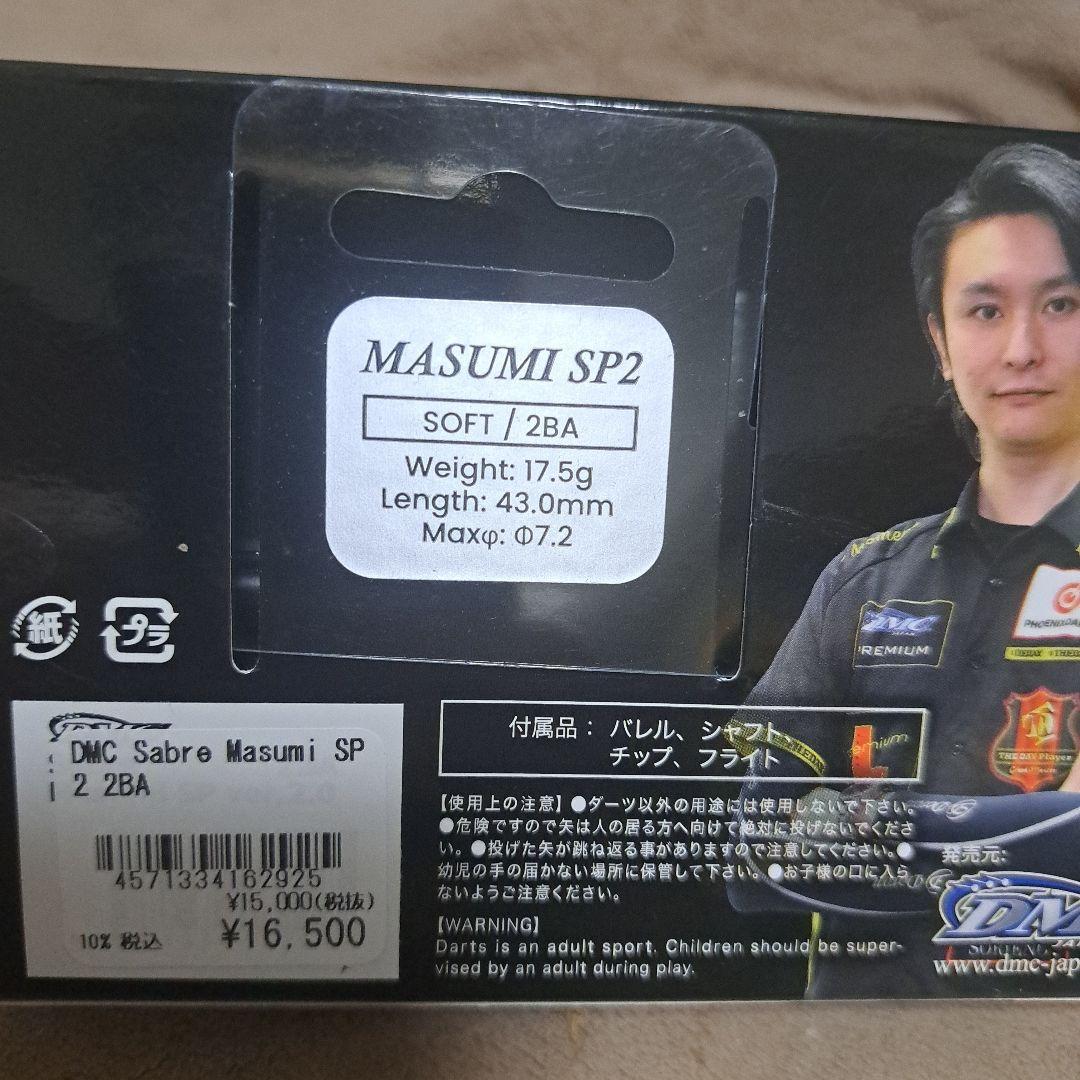 MASUMI SP2
SOFT / 2BA
Weight: 17.5g
Length: 43.0mm
Maxφ: Φ7.2
紙
プラ
DMC Sabre Masumi SP
2 2BA
4571334162925
¥15,000(税抜)
10% 税込
¥16,500
付属品： バレル、シャフト、
チップ、フライト
【使用上の注意】●ダーツ以外の用途には使用しないで下さい。
●危険ですので矢は人の居る方へ向けて絶対に投げないでくださ
い。●投げた矢が跳ね返る事がありますので注意してください。●
幼児の手の届かない場所に保管して下さい。●お子様の口に入ら
ないようご注意ください。
【WARNING】
Darts is an adult sport. Children should be super-
vised by an adult during play.
発売元:
DM
www.dmc-jap
DMC
PREMIUM
PHOENIXDA
THE DAY Player